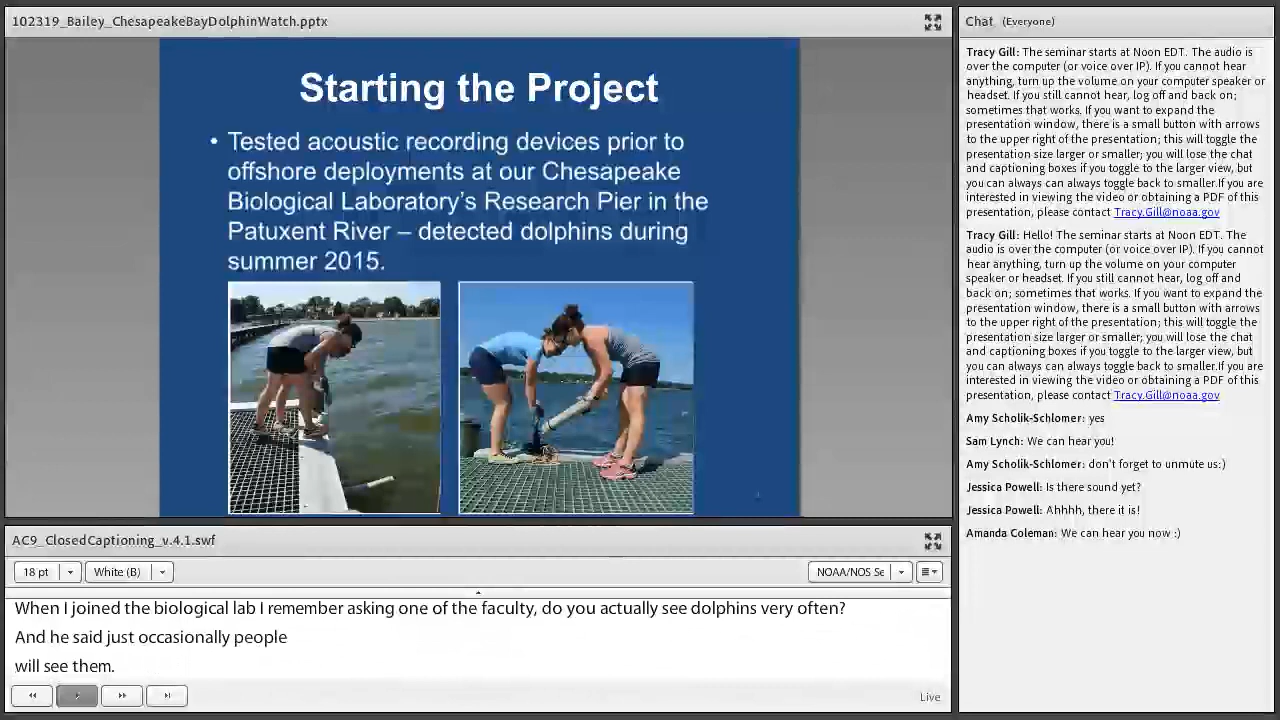 102319_Bailey_ChesapeakeBayDolphinWatch.pptx
Starting the Project
• Tested acoustic recording devices prior to
offshore deployments at our Chesapeake
Biological Laboratory's Research Pier in the
Patuxent River – detected dolphins during
summer 2015.
AC9_ClosedCaptioning_v.4.1.swf
18 pt
White (B)
NOAA/NOS Se
When I joined the biological lab I remember asking one of the faculty, do you actually see dolphins very often?
And he said just occasionally people
will see them.
Live
Chat (Everyone)
Tracy Gill: The seminar starts at Noon EDT. The audio is
over the computer (or voice over IP). If you cannot hear
anything, turn up the volume on your computer speaker or
headset. If you still cannot hear, log off and back on;
sometimes that works. If you want to expand the
presentation window, there is a small button with arrows
to the upper right of the presentation; this will toggle the
presentation size larger or smaller; you will lose the chat
and captioning boxes if you toggle to the larger view, but
you can always can always toggle back to smaller.If you are
interested in viewing the video or obtaining a PDF of this
presentation, please contact Tracy.Gill@noaa.gov
Tracy Gill: Hello! The seminar starts at Noon EDT. The
audio is over the computer (or voice over IP). If you cannot
hear anything, turn up the volume on your computer
speaker or headset. If you still cannot hear, log off and
back on; sometimes that works. If you want to expand the
presentation window, there is a small button with arrows
to the upper right of the presentation; this will toggle the
presentation size larger or smaller; you will lose the chat
and captioning boxes if you toggle to the larger view, but
you can always can always toggle back to smaller.If you are
interested in viewing the video or obtaining a PDF of this
presentation, please contact Tracy.Gill@noaa.gov
Amy Scholik-Schlomer: yes
Sam Lynch: We can hear you!
Amy Scholik-Schlomer: don't forget to unmute us:)
Jessica Powell: Is there sound yet?
Jessica Powell: Ahhhh, there it is!
Amanda Coleman: We can hear you now :)